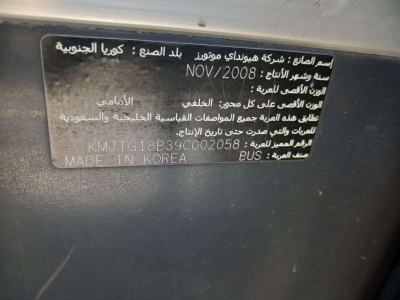 إسم الصانع : شركة هيونداي موتورز بلد الصنع : كوريا الجنوبية
سنة وشهر الأنتاج : NOV/2008
الوزن الأقصى للعربة :
الوزن الأقصى على كل محور: الخلفي الأمامي
تطابق هذه العربة جميع المواصفات القياسية الخليجية والسعودية
للعربات والتي صدرت حتى تاريخ الإنتاج.
الرقم المميز للعربة : KMJTG18B39C002058
صنف العربة : BUS MADE IN KOREA